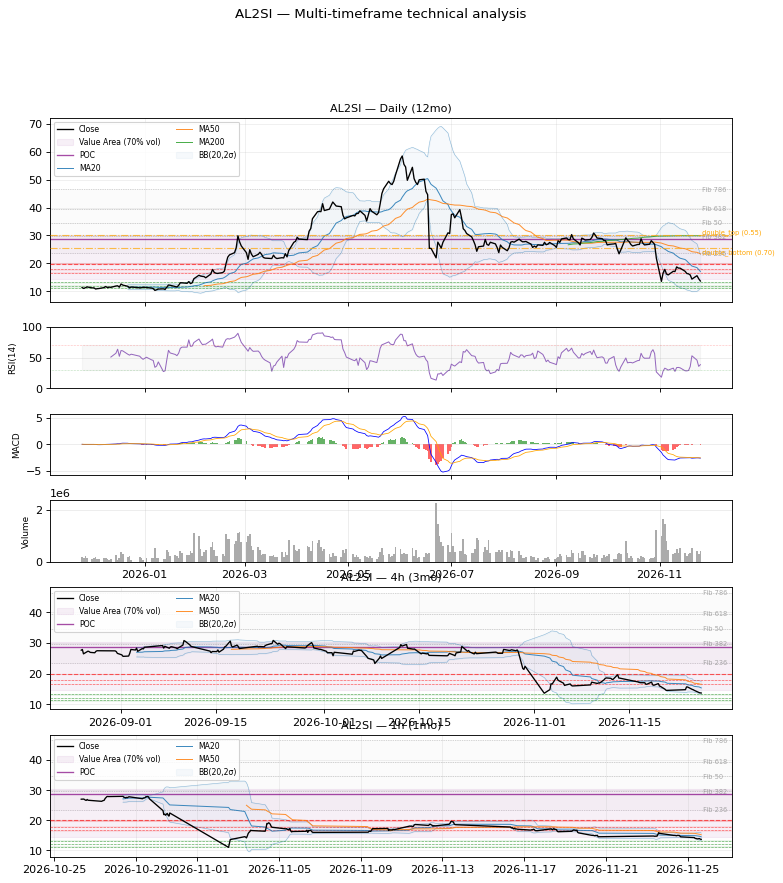 AL2SI — Multi-timeframe technical analysis
AL2SI — Daily (12mo)
Close
Value Area (70% vol)
POC
MA20
MA50
MA200
BB(20,2σ)
70
60
50
40
30
20
10
Fib 786
Fib 618
Fib 50
double_top (0.55)
_bottom (0.70)
100
50
0
RSI(14)
5
0
−5
MACD
1e6
2
0
Volume
2026-01
2026-03
2026-05
2026-07
2026-09
2026-11
AL2SI — 4h (3mo)
Close
Value Area (70% vol)
POC
MA20
MA50
BB(20,2σ)
40
30
20
10
Fib 786
Fib 618
Fib 50
Fib 382
Fib 236
2026-09-01
2026-09-15
2026-10-01
2026-10-15
2026-11-01
2026-11-15
AL2SI — 1h (1mo)
Close
Value Area (70% vol)
POC
MA20
MA50
BB(20,2σ)
40
30
20
10
Fib 786
Fib 618
Fib 50
Fib 382
Fib 236
2026-10-25
2026-10-29
2026-11-01
2026-11-05
2026-11-09
2026-11-13
2026-11-17
2026-11-21
2026-11-25